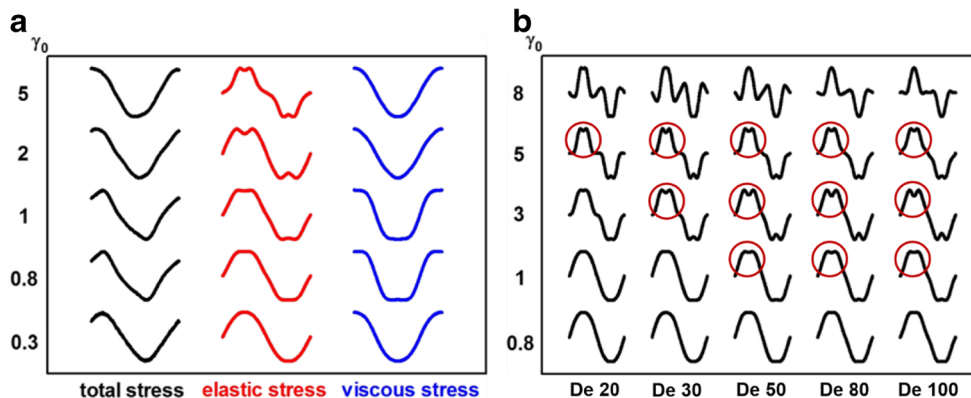 a
γ₀
5
2
1
0.8
0.3
total stress elastic stress viscous stress
b
γ₀
8
5
3
1
0.8
De 20 De 30 De 50 De 80 De 100